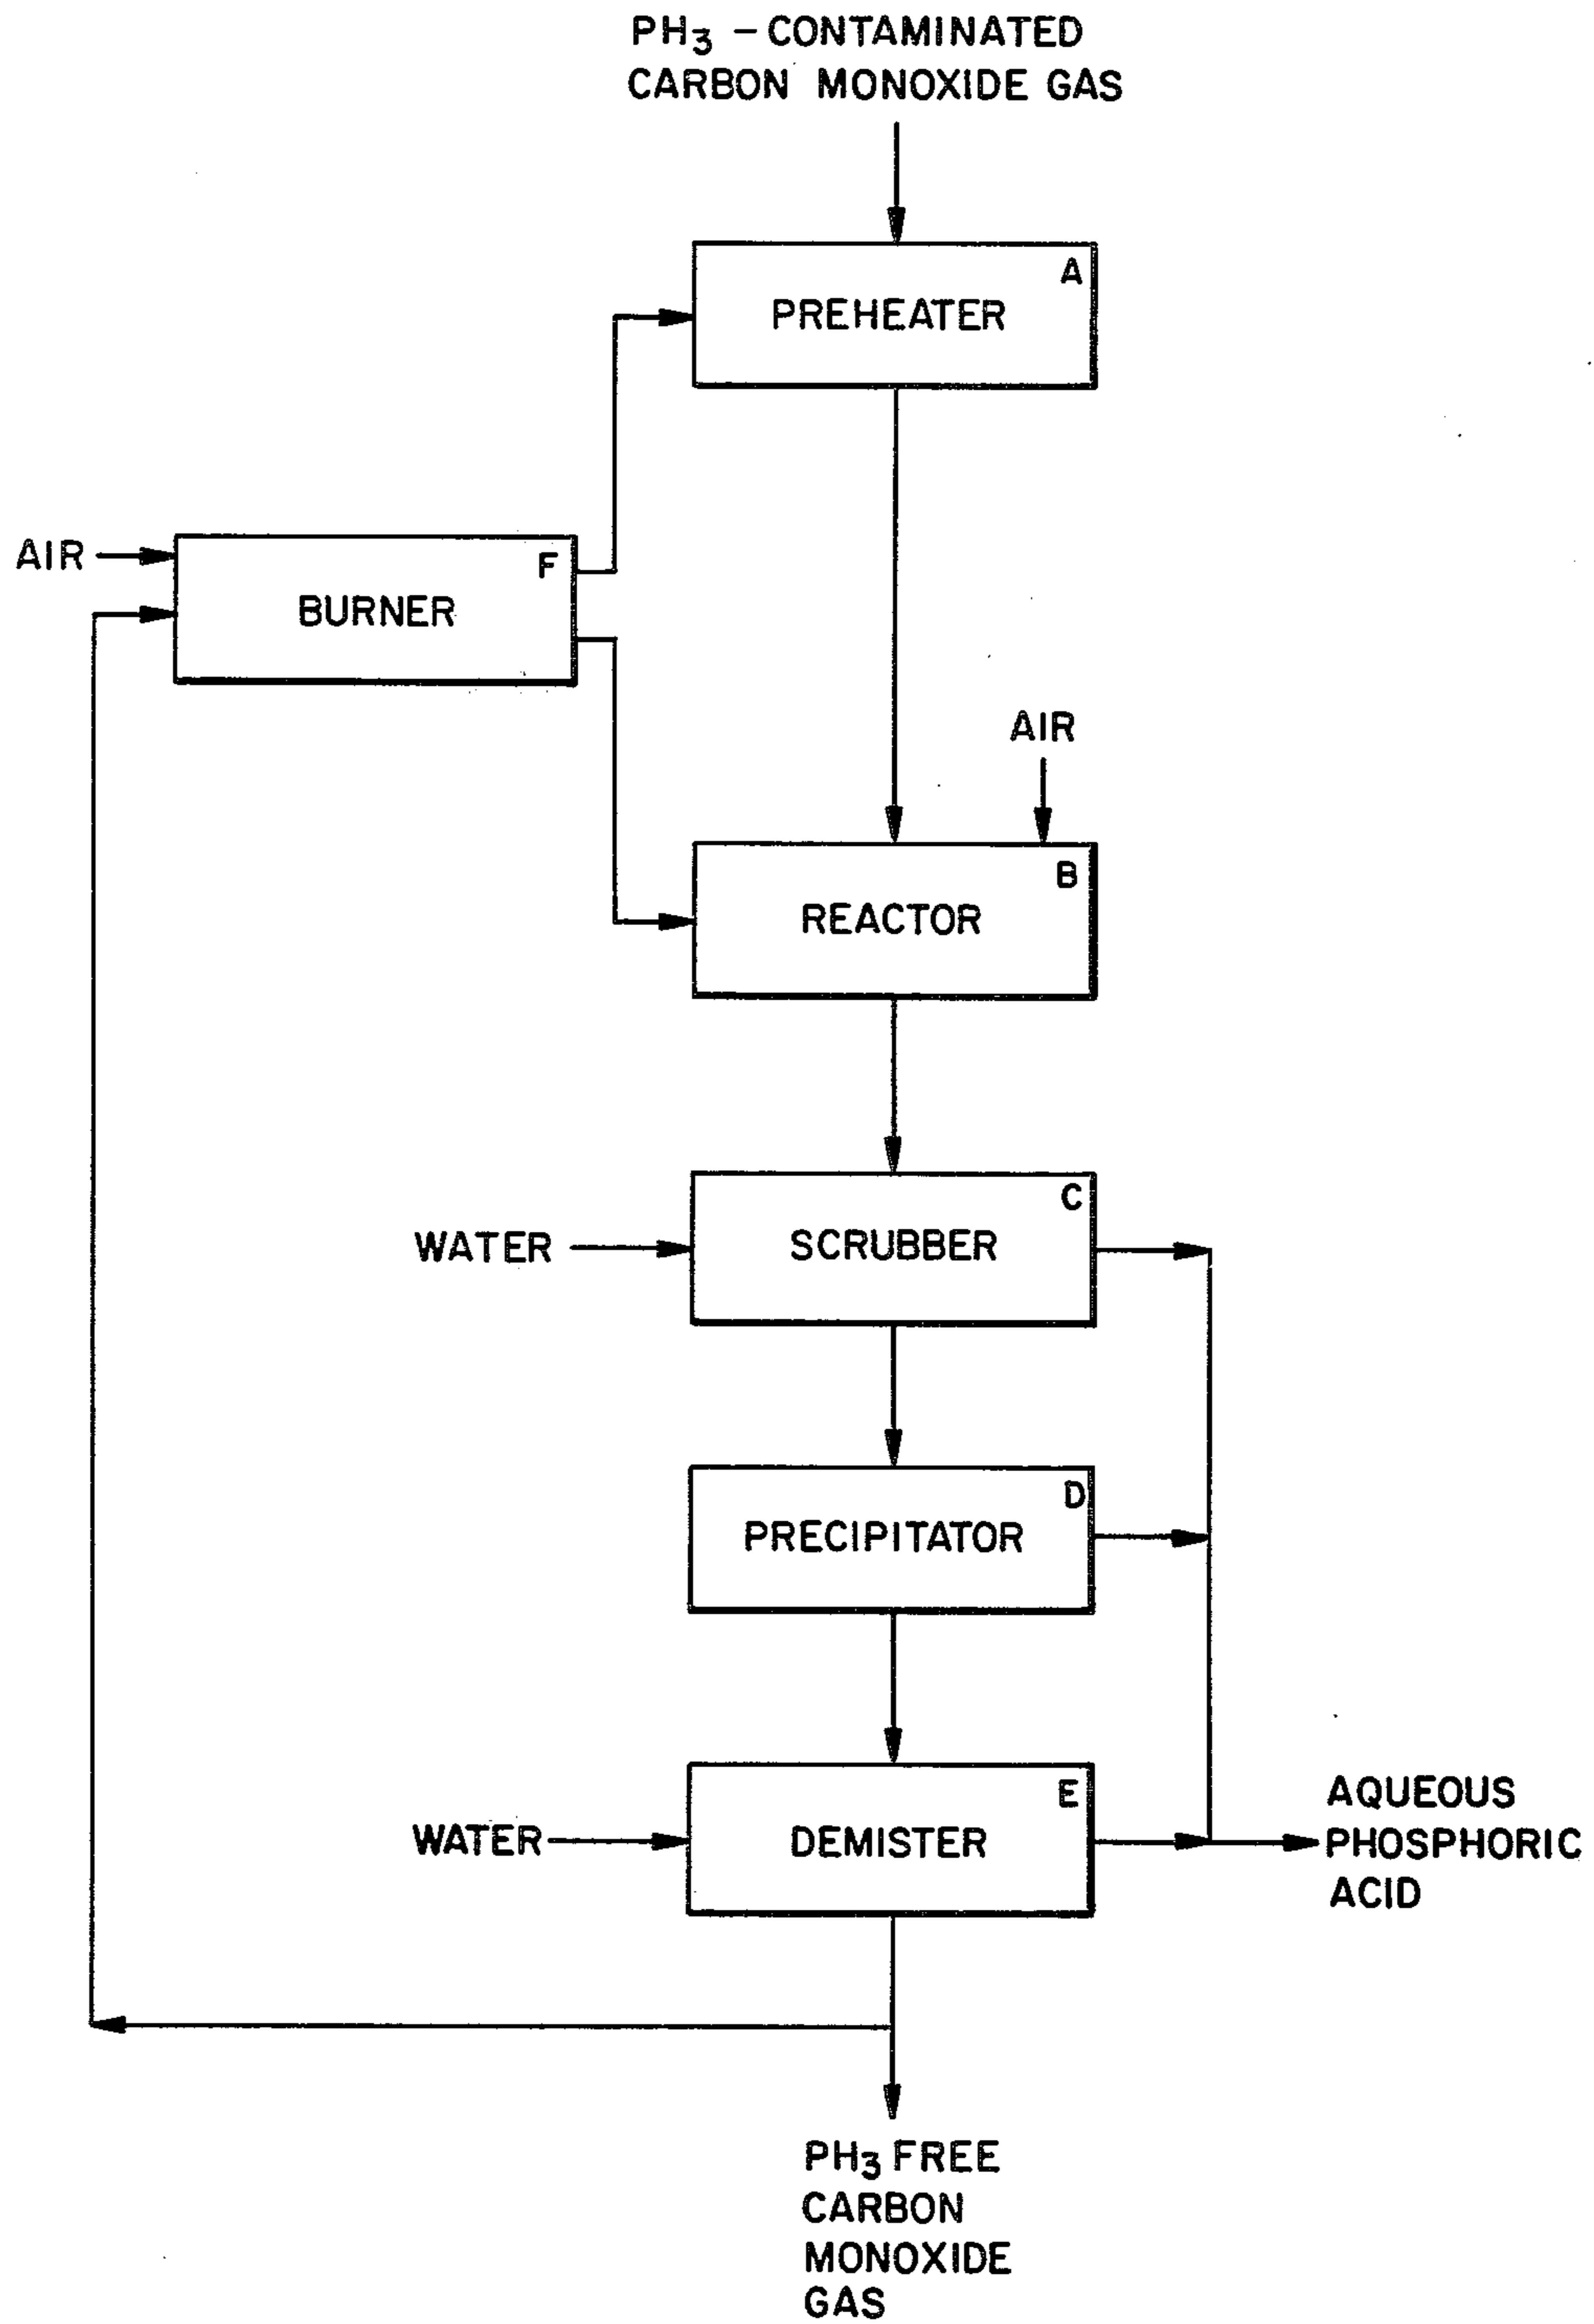 PH3 – CONTAMINATED
CARBON MONOXIDE GAS
A
PREHEATER
AIR
F
BURNER
AIR
B
REACTOR
C
WATER
SCRUBBER
D
PRECIPITATOR
E
WATER
DEMISTER
AQUEOUS
PHOSPHORIC
ACID
PH3 FREE
CARBON
MONOXIDE
GAS